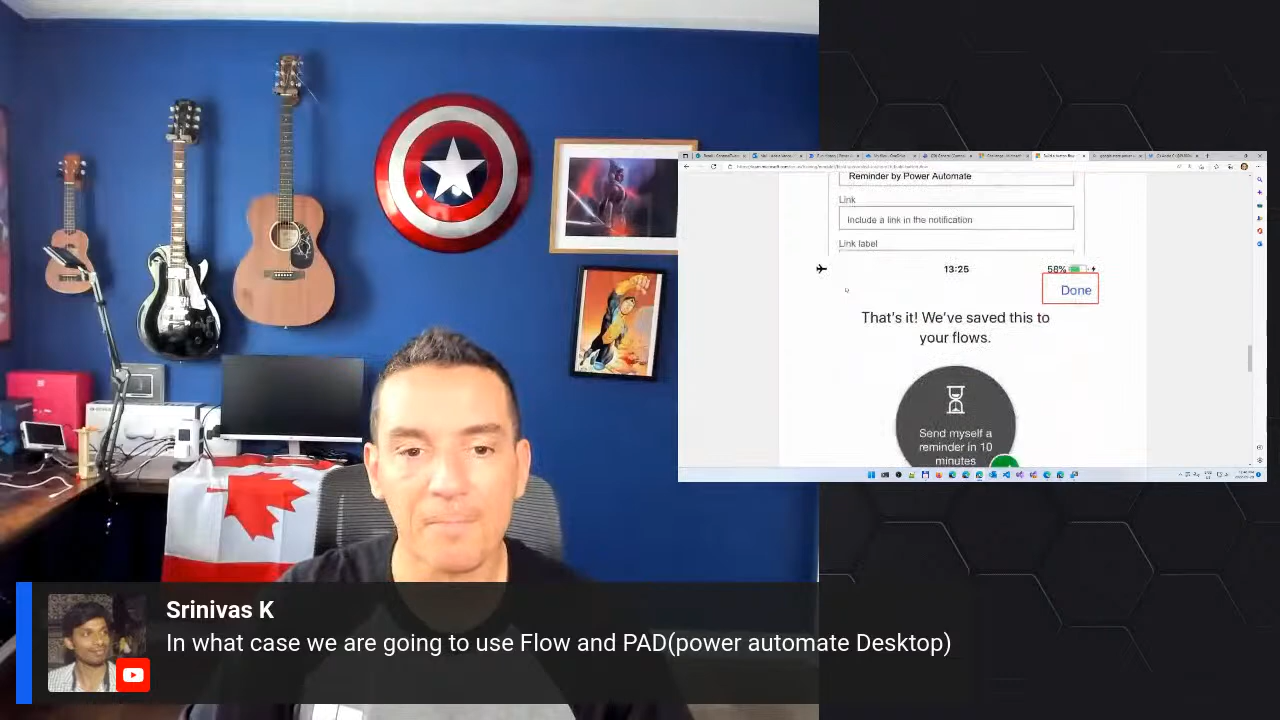 Reminder by Power Automate
Link
Include a link in the notification
Link label
13:25
58%
Done
That's it! We've saved this to
your flows.
Send myself a
reminder in 10
minutes
Srinivas K
In what case we are going to use Flow and PAD(power automate Desktop)